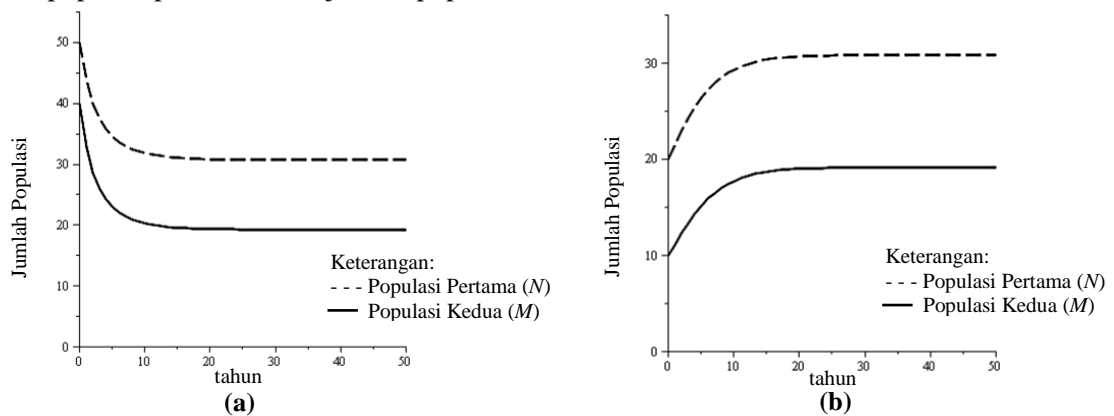 Jumlah Populasi
50
40
30
20
10
0
0 10 20 30 40 50
tahun
Keterangan:
--- Populasi Pertama (N)
Populasi Kedua (M)
(a)
Jumlah Populasi
30
20
10
0
0 10 20 30 40 50
tahun
Keterangan:
--- Populasi Pertama (N)
Populasi Kedua (M)
(b)